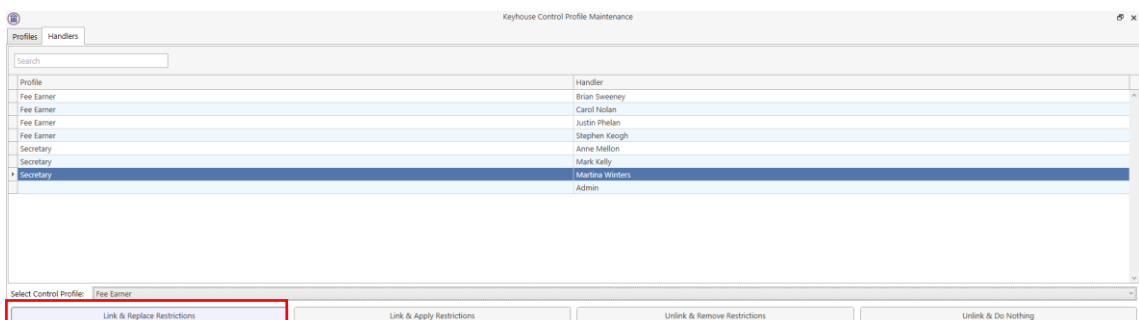 Keyhouse Control Profile Maintenance
Profiles Handlers
Search
Profile Handler
Fee Earner Brian Sweeney
Fee Earner Carol Nolan
Fee Earner Justin Phelan
Fee Earner Stephen Keogh
Secretary Anne Mellon
Secretary Mark Kelly
Secretary Martina Winters
Admin
Select Control Profile: Fee Earner
Link & Replace Restrictions Link & Apply Restrictions Unlink & Remove Restrictions Unlink & Do Nothing